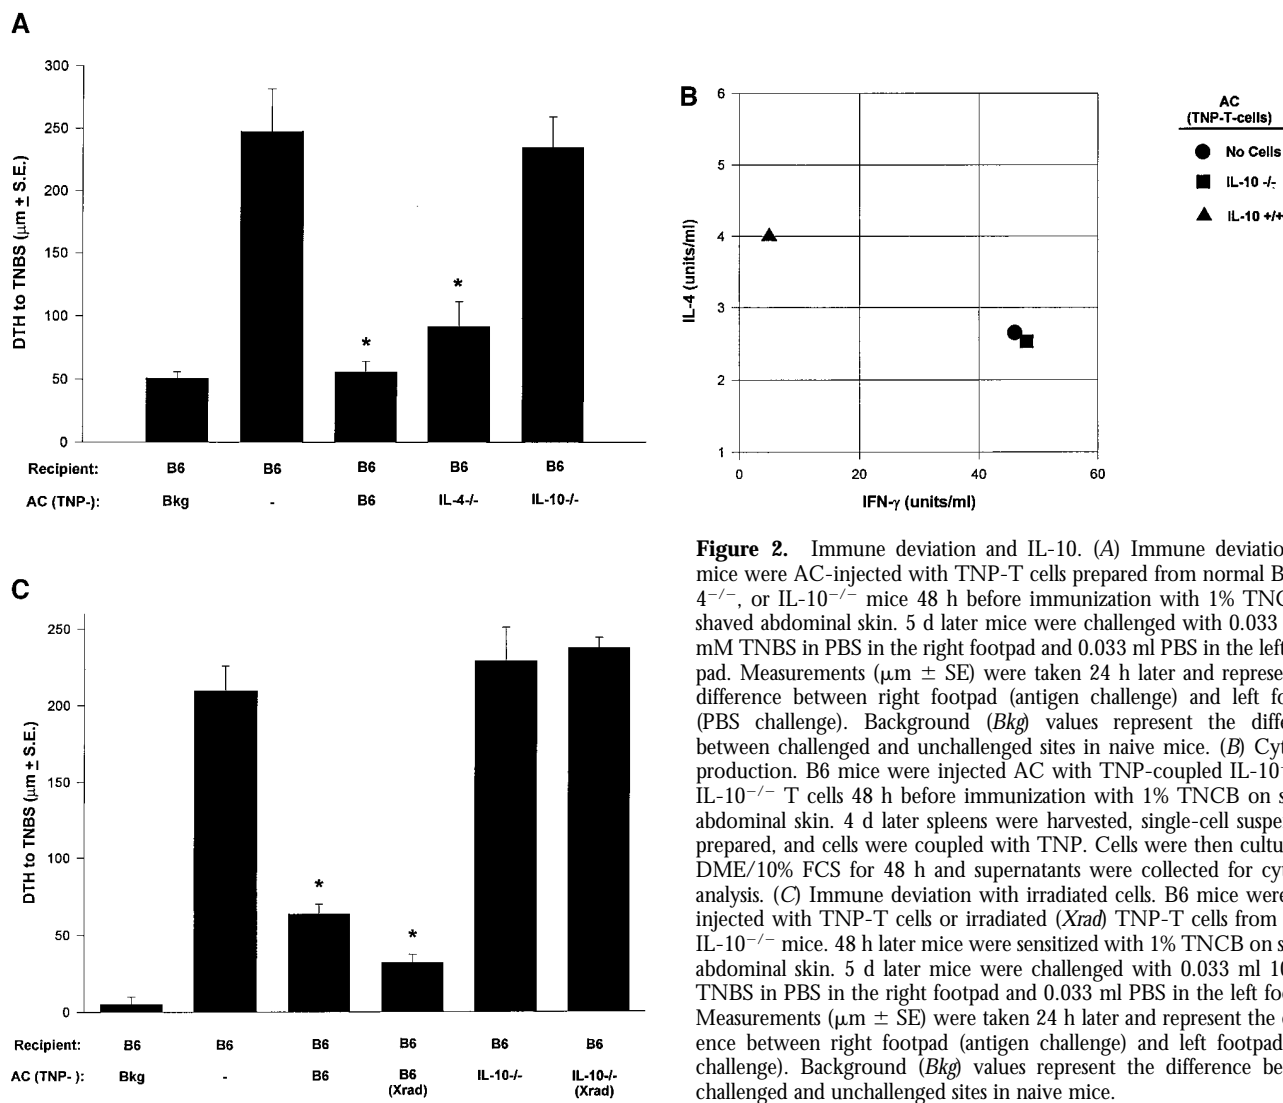 A
300
250
200
150
100
50
0
DTH to TNBS (μm ± S.E.)
*
*
Recipient: B6 B6 B6 B6 B6
AC (TNP-): Bkg - B6 IL-4-/- IL-10-/-
B
6
5
4
3
2
1
IL-4 (units/ml)
0 20 40 60
IFN-γ (units/ml)
AC
(TNP-T-cells)
No Cells
IL-10 -/-
IL-10 +/+
C
250
200
150
100
50
0
DTH to TNBS (μm ± S.E.)
*
*
Recipient: B6 B6 B6 B6 B6 B6
AC (TNP- ): Bkg - B6 B6 IL-10-/- IL-10-/-
(Xrad) (Xrad)
Figure 2. Immune deviation and IL-10. (A) Immune deviatio
mice were AC-injected with TNP-T cells prepared from normal B
4−/−, or IL-10−/− mice 48 h before immunization with 1% TNC
shaved abdominal skin. 5 d later mice were challenged with 0.033
mM TNBS in PBS in the right footpad and 0.033 ml PBS in the left
pad. Measurements (μm ± SE) were taken 24 h later and represe
difference between right footpad (antigen challenge) and left fo
(PBS challenge). Background (Bkg) values represent the diffe
between challenged and unchallenged sites in naive mice. (B) Cyt
production. B6 mice were injected AC with TNP-coupled IL-10
IL-10−/− T cells 48 h before immunization with 1% TNCB on s
abdominal skin. 4 d later spleens were harvested, single-cell suspe
prepared, and cells were coupled with TNP. Cells were then cultu
DME/10% FCS for 48 h and supernatants were collected for cyt
analysis. (C) Immune deviation with irradiated cells. B6 mice were
injected with TNP-T cells or irradiated (Xrad) TNP-T cells from
IL-10−/− mice. 48 h later mice were sensitized with 1% TNCB on s
abdominal skin. 5 d later mice were challenged with 0.033 ml 10
TNBS in PBS in the right footpad and 0.033 ml PBS in the left foo
Measurements (μm ± SE) were taken 24 h later and represent the
ence between right footpad (antigen challenge) and left footpad
challenge). Background (Bkg) values represent the difference be
challenged and unchallenged sites in naive mice.